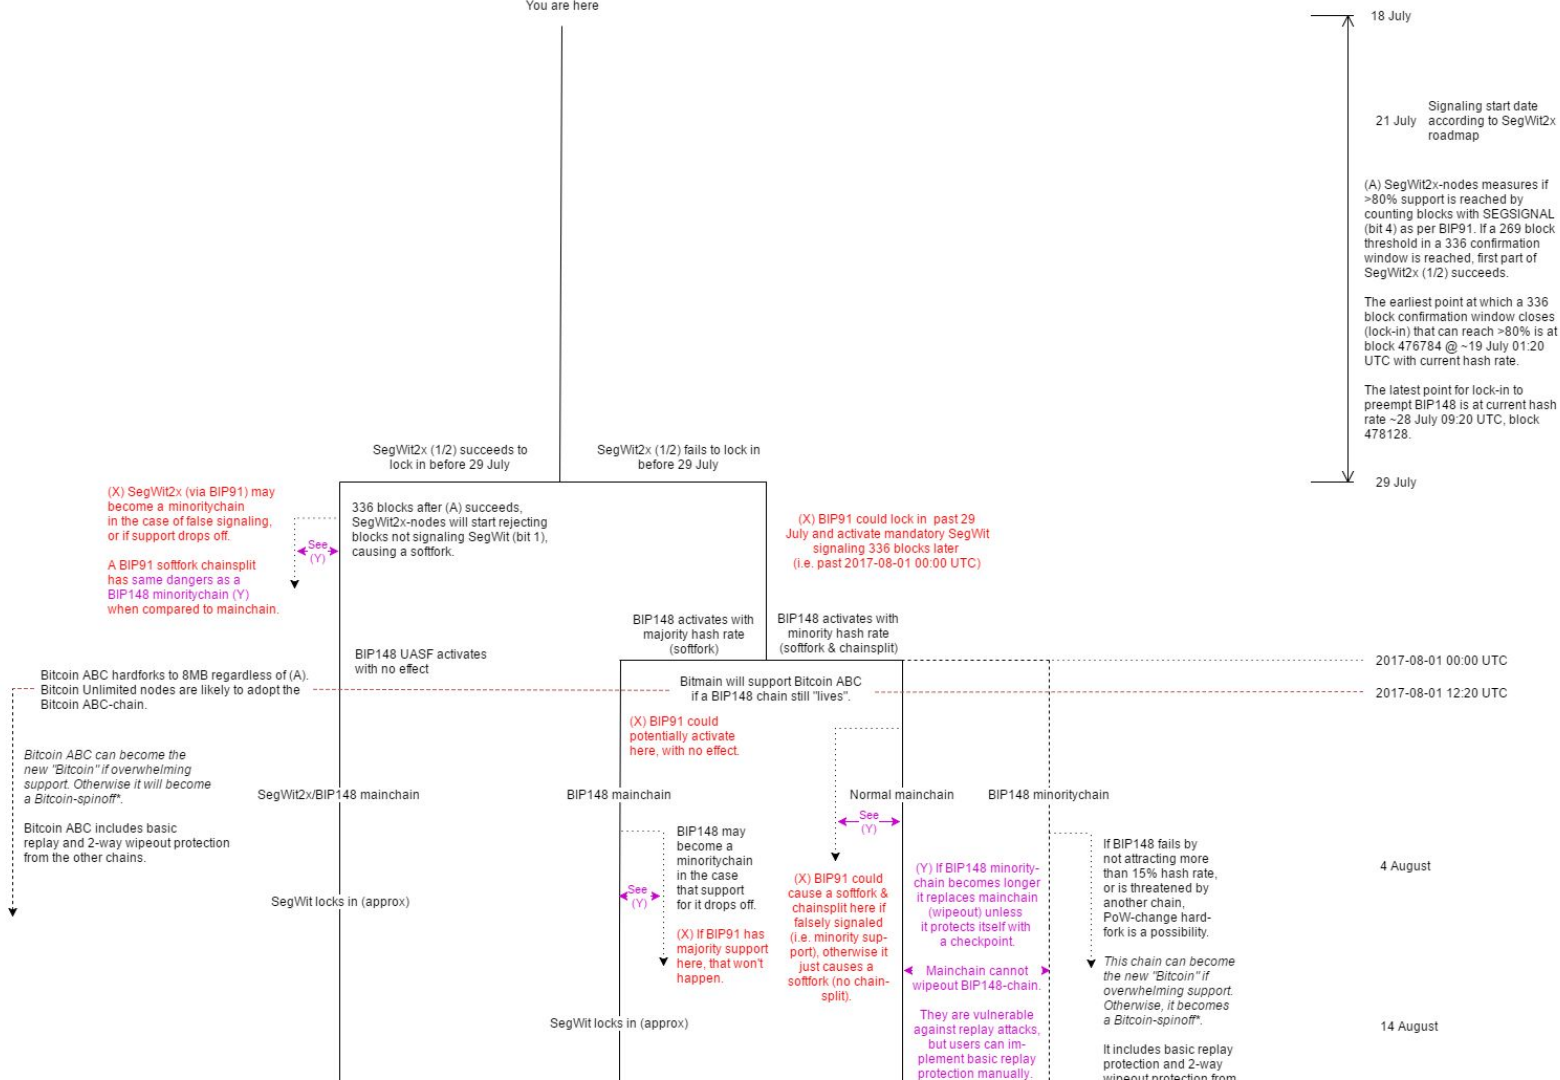 You are here
18 July
Signaling start date
21 July according to SegWit2x
roadmap
(A) SegWit2x-nodes measures if
>80% support is reached by
counting blocks with SEGSIGNAL
(bit 4) as per BIP91. If a 269 block
threshold in a 336 confirmation
window is reached, first part of
SegWit2x (1/2) succeeds.
The earliest point at which a 336
block confirmation window closes
(lock-in) that can reach >80% is at
block 476784 @ ~19 July 01:20
UTC with current hash rate.
The latest point for lock-in to
preempt BIP148 is at current hash
rate ~28 July 09:20 UTC, block
478128.
29 July
SegWit2x (1/2) succeeds to
lock in before 29 July
SegWit2x (1/2) fails to lock in
before 29 July
(X) SegWit2x (via BIP91) may
become a minoritychain
in the case of false signaling,
or if support drops off.
A BIP91 softfork chainsplit
has same dangers as a
BIP148 minoritychain (Y)
when compared to mainchain.
See
(Y)
336 blocks after (A) succeeds,
SegWit2x-nodes will start rejecting
blocks not signaling SegWit (bit 1),
causing a softfork.
(X) BIP91 could lock in past 29
July and activate mandatory SegWit
signaling 336 blocks later
(i.e. past 2017-08-01 00:00 UTC)
BIP148 activates with
majority hash rate
(softfork)
BIP148 activates with
minority hash rate
(softfork & chainsplit)
BIP148 UASF activates
with no effect
2017-08-01 00:00 UTC
Bitcoin ABC hardforks to 8MB regardless of (A).
Bitcoin Unlimited nodes are likely to adopt the
Bitcoin ABC-chain.
Bitmain will support Bitcoin ABC
if a BIP148 chain still "lives".
2017-08-01 12:20 UTC
(X) BIP91 could
potentially activate
here, with no effect.
Bitcoin ABC can become the
new "Bitcoin" if overwhelming
support. Otherwise it will become
a Bitcoin-spinoff*.
Bitcoin ABC includes basic
replay and 2-way wipeout protection
from the other chains.
SegWit2x/BIP148 mainchain
BIP148 mainchain
Normal mainchain
BIP148 minoritychain
See
(Y)
BIP148 may
become a
minoritychain
in the case
that support
for it drops off.
(X) If BIP91 has
majority support
here, that won't
happen.
See
(Y)
(X) BIP91 could
cause a softfork &
chainsplit here if
falsely signaled
(i.e. minority sup-
port), otherwise it
just causes a
softfork (no chain-
split).
(Y) If BIP148 minority-
chain becomes longer
it replaces mainchain
(wipeout) unless
it protects itself with
a checkpoint.
Mainchain cannot
wipeout BIP148-chain.
They are vulnerable
against replay attacks,
but users can im-
plement basic replay
protection manually.
If BIP148 fails by
not attracting more
than 15% hash rate,
or is threatened by
another chain,
PoW-change hard-
fork is a possibility.
This chain can become
the new "Bitcoin" if
overwhelming support.
Otherwise, it becomes
a Bitcoin-spinoff*.
It includes basic replay
protection and 2-way
wipeout protection from
4 August
SegWit locks in (approx)
SegWit locks in (approx)
14 August